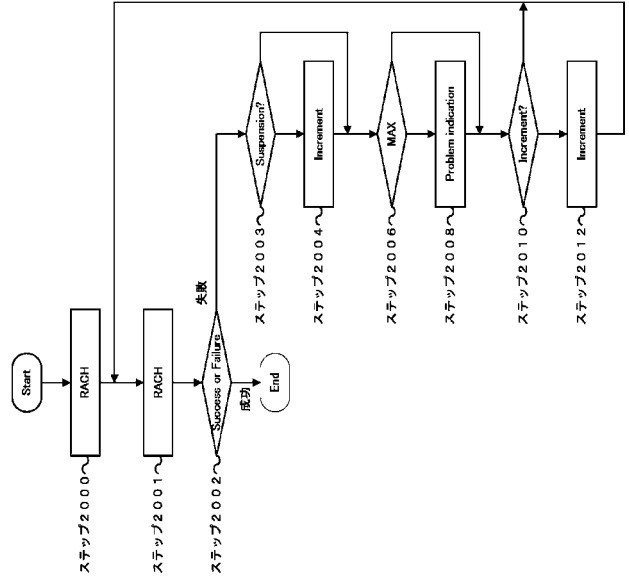 Start
ステップ2000
RACH
ステップ2001
RACH
ステップ2002
Success or Failure
失敗
成功
End
ステップ2003
Suspension?
ステップ2004
Increment
ステップ2006
MAX
ステップ2008
Problem indication
ステップ2010
Increment?
ステップ2012
Increment